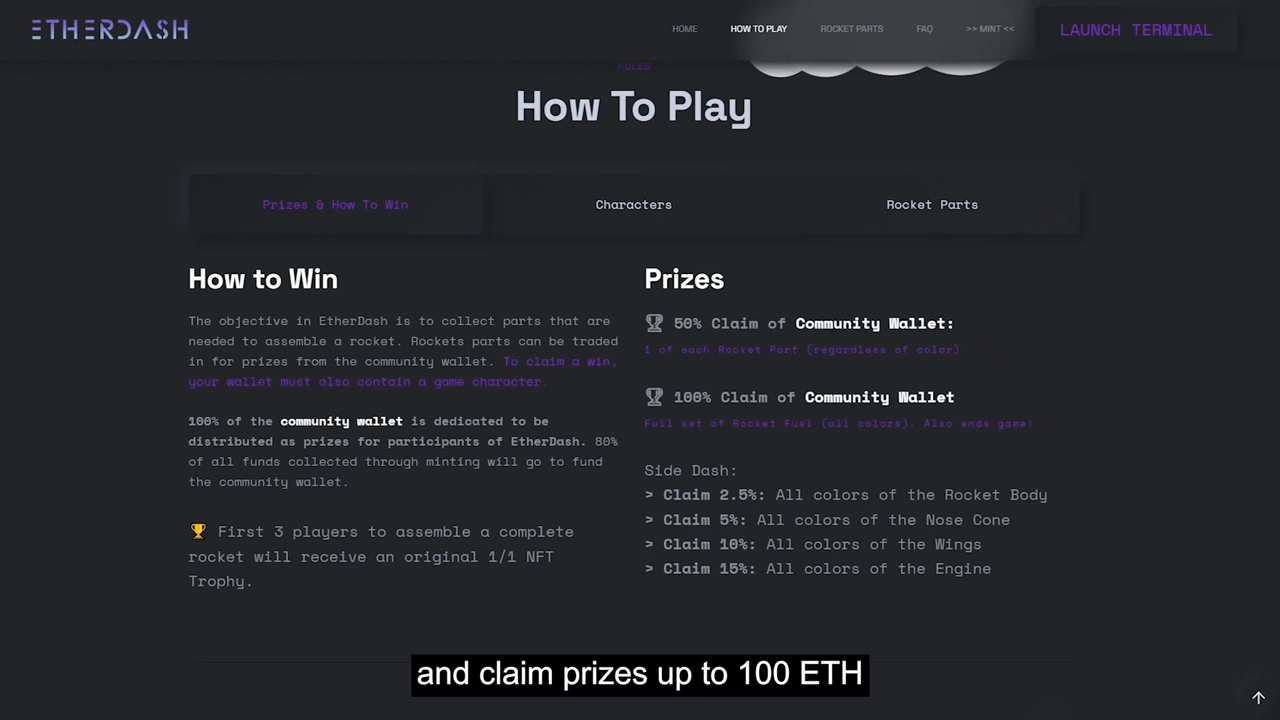 ETHERDASH
HOME
HOW TO PLAY
ROCKET PARTS
FAQ
>> MINT <<
LAUNCH TERMINAL
RULES
How To Play
Prizes & How To Win
Characters
Rocket Parts
How to Win
The objective in EtherDash is to collect parts that are
needed to assemble a rocket. Rockets parts can be traded
in for prizes from the community wallet. To claim a win,
your wallet must also contain a game character.
100% of the community wallet is dedicated to be
distributed as prizes for participants of EtherDash. 80%
of all funds collected through minting will go to fund
the community wallet.
🏆 First 3 players to assemble a complete
rocket will receive an original 1/1 NFT
Trophy.
Prizes
🏆 50% Claim of Community Wallet:
1 of each Rocket Part (regardless of color)
🏆 100% Claim of Community Wallet
Full set of Rocket Fuel (all colors). Also ends game!
Side Dash:
> Claim 2.5%: All colors of the Rocket Body
> Claim 5%: All colors of the Nose Cone
> Claim 10%: All colors of the Wings
> Claim 15%: All colors of the Engine
and claim prizes up to 100 ETH